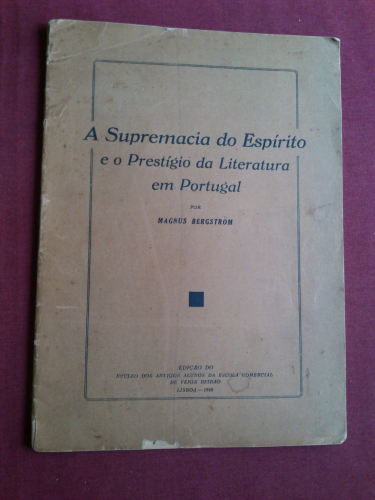 A Supremacia do Espírito
e o Prestígio da Literatura
em Portugal
POR
MAGNUS BERGSTRÖM
EDIÇÃO DO
NÚCLEO DOS ANTIGOS ALUNOS DA ESCOLA COMERCIAL
DE VEIGA BEIRÃO
LISBOA —